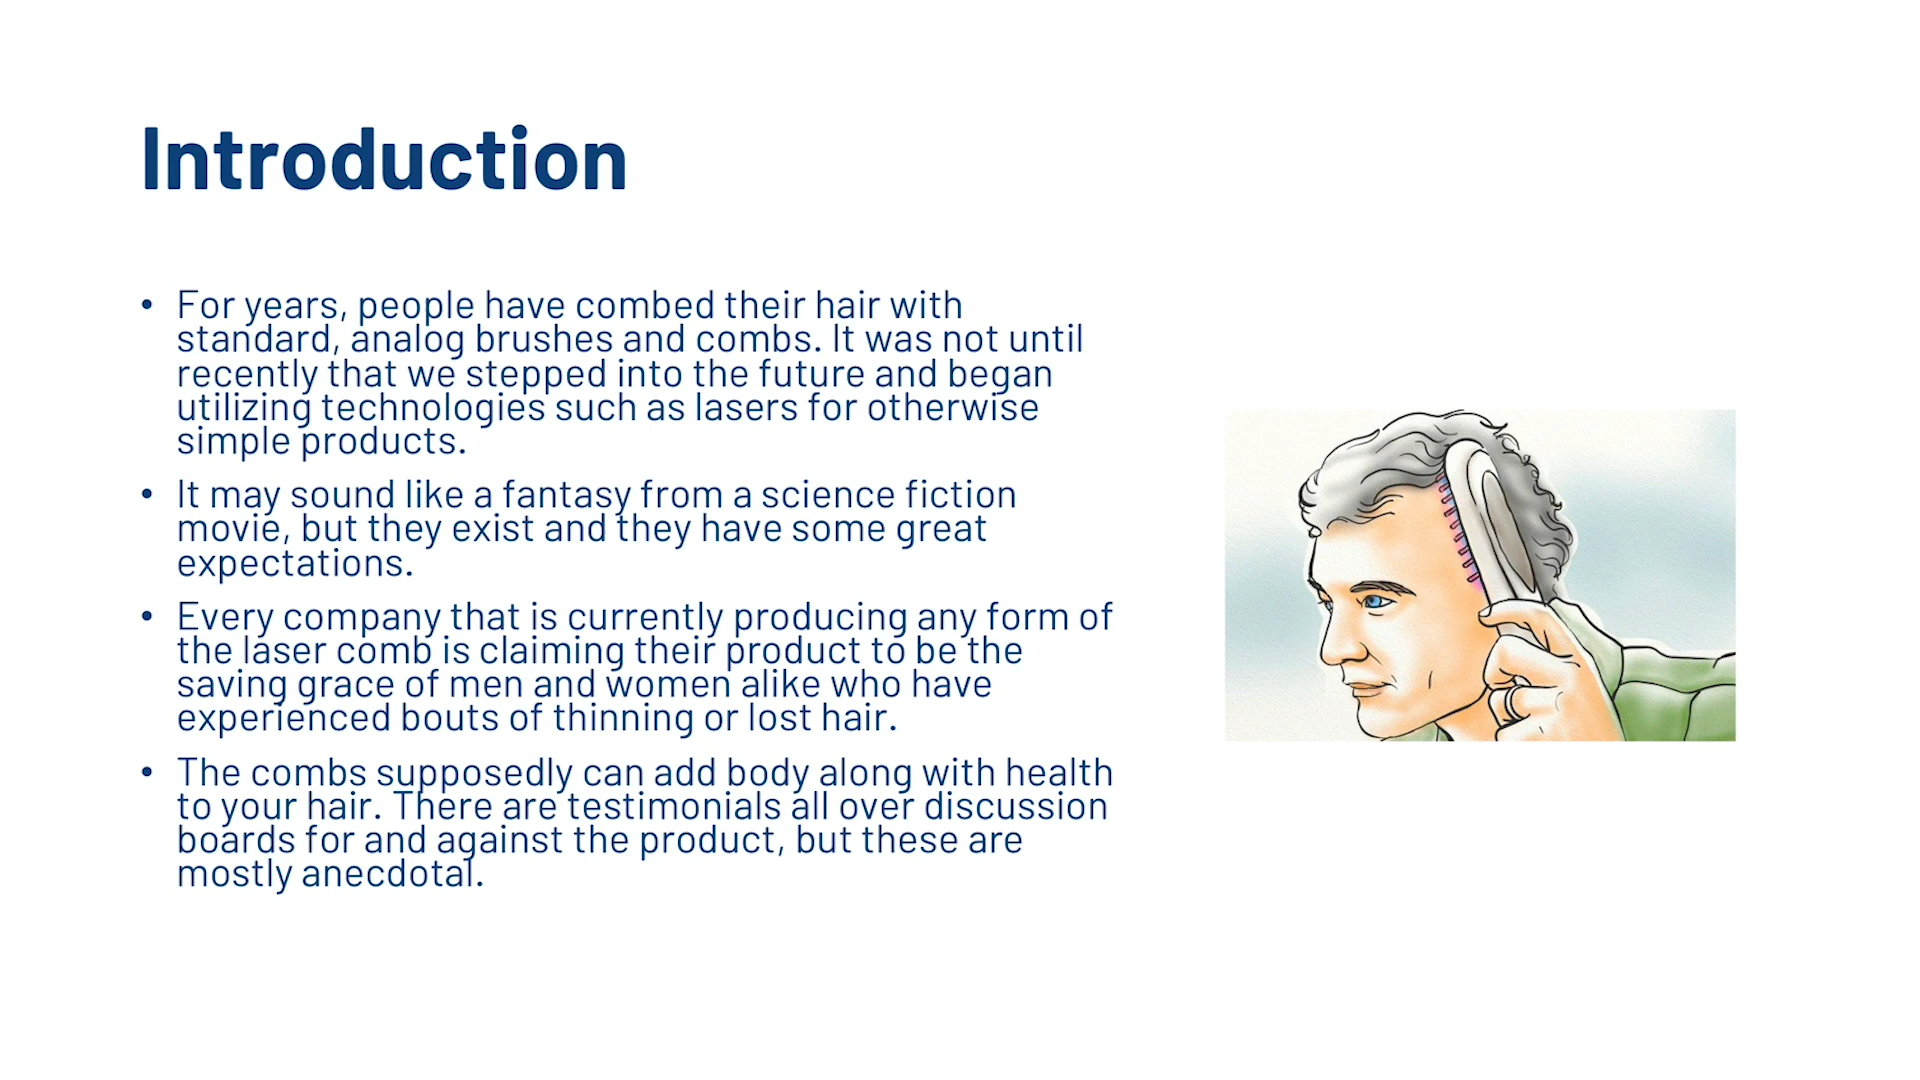 Introduction
• For years, people have combed their hair with
standard, analog brushes and combs. It was not until
recently that we stepped into the future and began
utilizing technologies such as lasers for otherwise
simple products.
• It may sound like a fantasy from a science fiction
movie, but they exist and they have some great
expectations.
• Every company that is currently producing any form of
the laser comb is claiming their product to be the
saving grace of men and women alike who have
experienced bouts of thinning or lost hair.
• The combs supposedly can add body along with health
to your hair. There are testimonials all over discussion
boards for and against the product, but these are
mostly anecdotal.